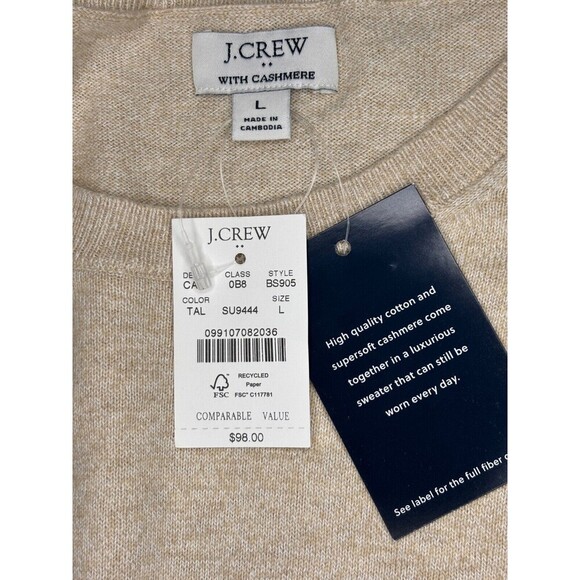 J.CREW
WITH CASHMERE
L
MADE IN
CAMBODIA
J.CREW
CLASS STYLE
0B8 BS905
COLOR SIZE
TAL SU9444 L
099107082036
RECYCLED
Paper
FSC
FSC® C117781
COMPARABLE VALUE
$98.00
High quality cotton and
supersoft cashmere come
together in a luxurious
sweater that can still be
worn every day.
See label for the full fiber